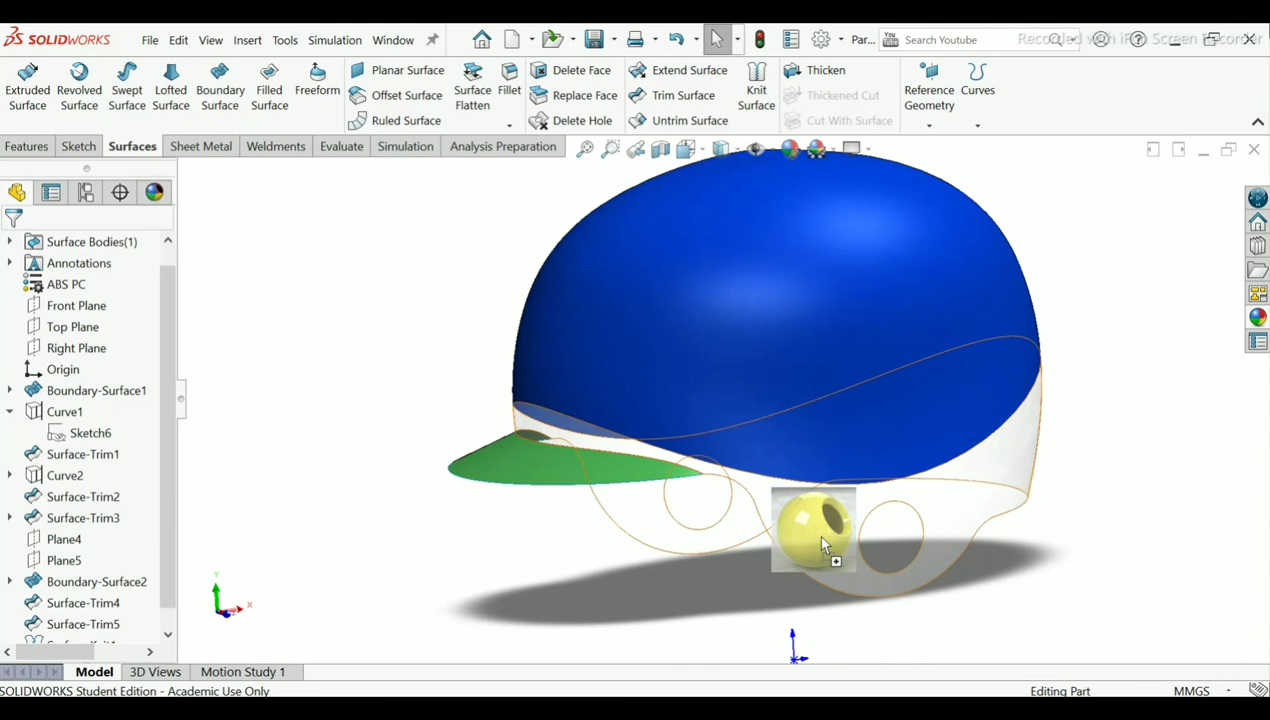 SOLIDWORKS File Edit View Insert Tools Simulation Window Par... Search Youtube
Recorded with iFun Screen Recorder
Extruded Surface
Revolved Surface
Swept Surface
Lofted Surface
Boundary Surface
Filled Surface
Freeform
Planar Surface
Offset Surface
Ruled Surface
Surface Flatten
Fillet
Delete Face
Replace Face
Delete Hole
Extend Surface
Trim Surface
Untrim Surface
Knit Surface
Thicken
Thickened Cut
Cut With Surface
Reference Geometry
Curves
Features Sketch Surfaces Sheet Metal Weldments Evaluate Simulation Analysis Preparation
Surface Bodies(1)
Annotations
ABS PC
Front Plane
Top Plane
Right Plane
Origin
Boundary-Surface1
Curve1
Sketch6
Surface-Trim1
Curve2
Surface-Trim2
Surface-Trim3
Plane4
Plane5
Boundary-Surface2
Surface-Trim4
Surface-Trim5
Y
X
Model 3D Views Motion Study 1
SOLIDWORKS Student Edition - Academic Use Only Editing Part MMGS